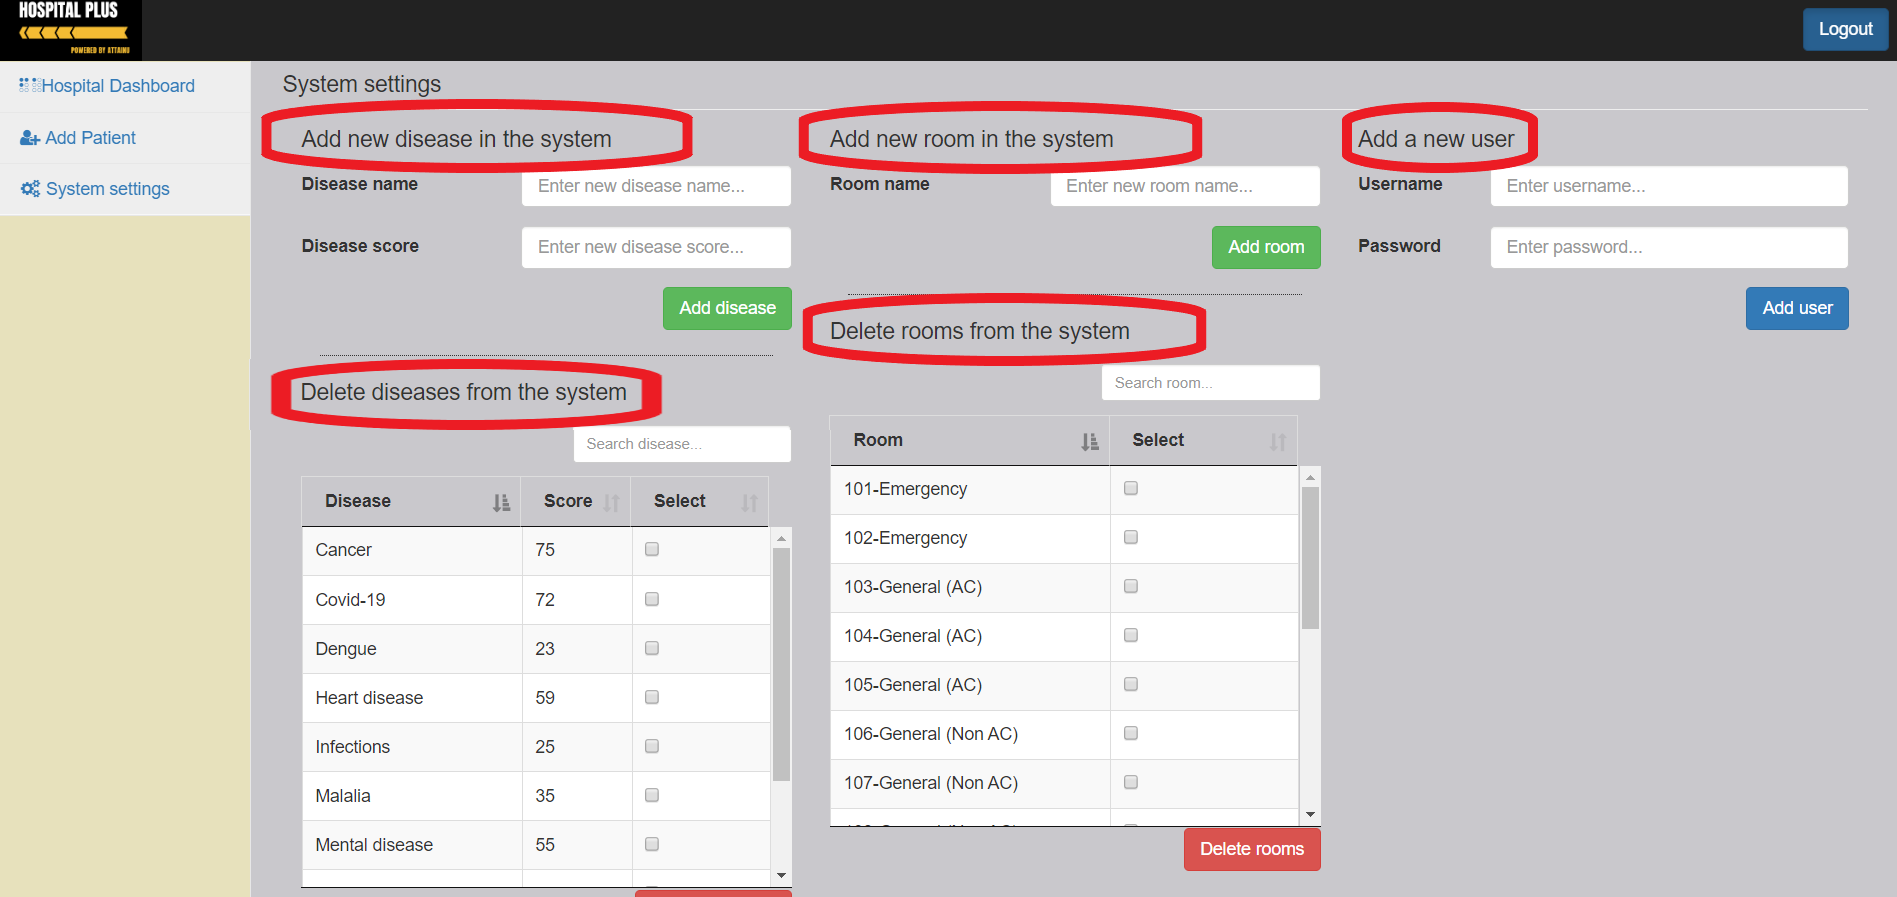 HOSPITAL PLUS
POWERED BY ATTAINU
Logout
Hospital Dashboard
Add Patient
System settings
System settings
Add new disease in the system
Disease name
Enter new disease name...
Disease score
Enter new disease score...
Add disease
Delete diseases from the system
Search disease...
Disease Score Select
Cancer 75
Covid-19 72
Dengue 23
Heart disease 59
Infections 25
Malalia 35
Mental disease 55
Add new room in the system
Room name
Enter new room name...
Add room
Delete rooms from the system
Search room...
Room Select
101-Emergency
102-Emergency
103-General (AC)
104-General (AC)
105-General (AC)
106-General (Non AC)
107-General (Non AC)
Delete rooms
Add a new user
Username
Enter username...
Password
Enter password...
Add user